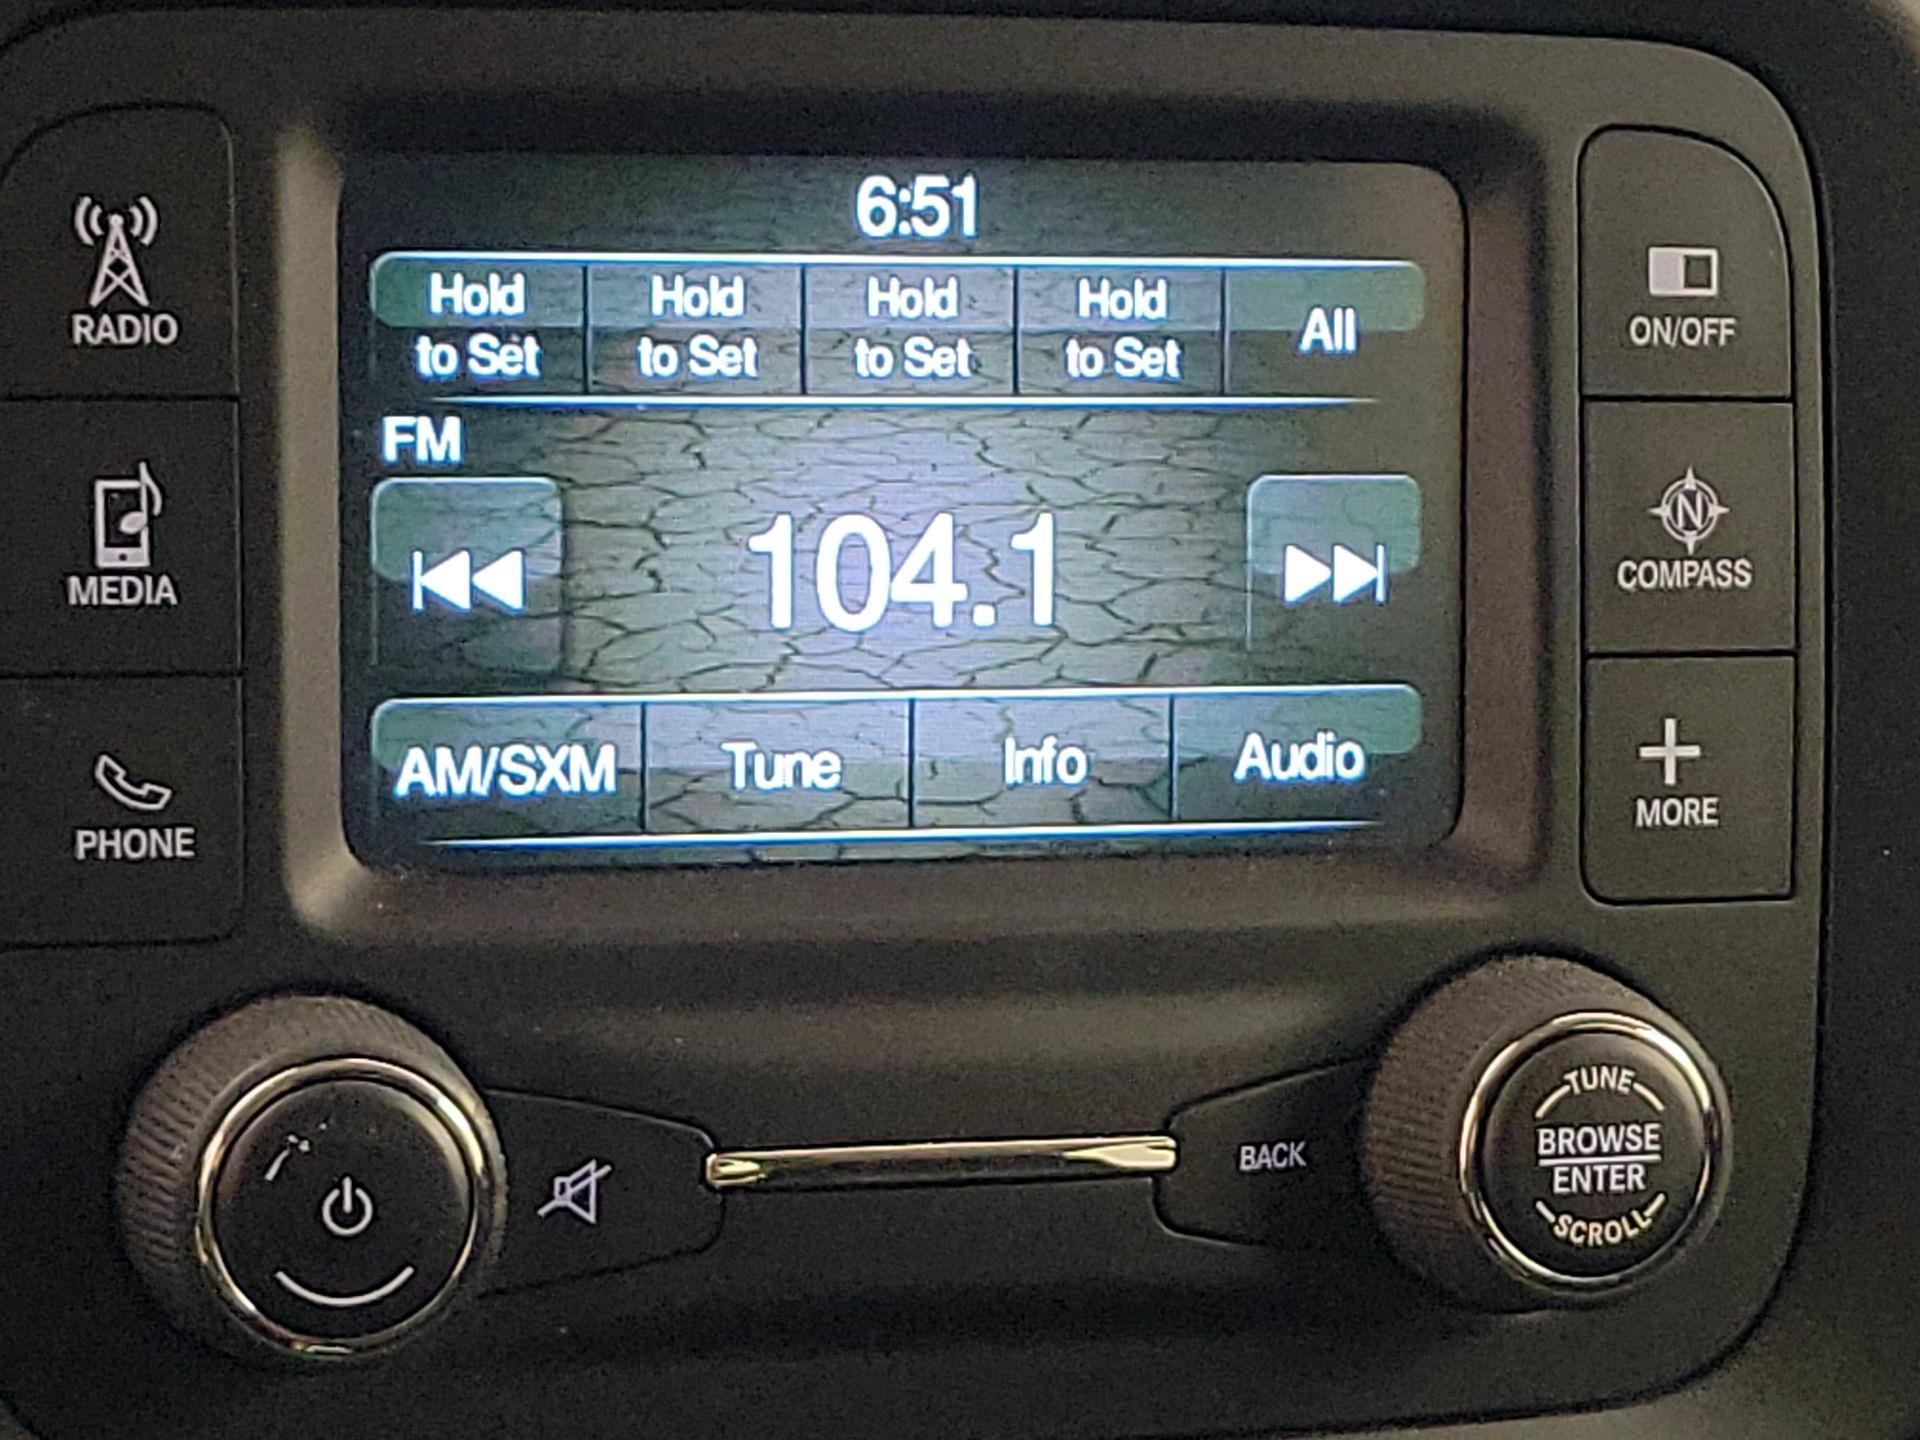 6:51
Hold Hold Hold Hold
to Set to Set to Set to Set
All
FM
104.1
AM/SXM Tune Info Audio
RADIO
MEDIA
PHONE
ON/OFF
N
COMPASS
MORE
BACK
TUNE
BROWSE
ENTER
SCROLL